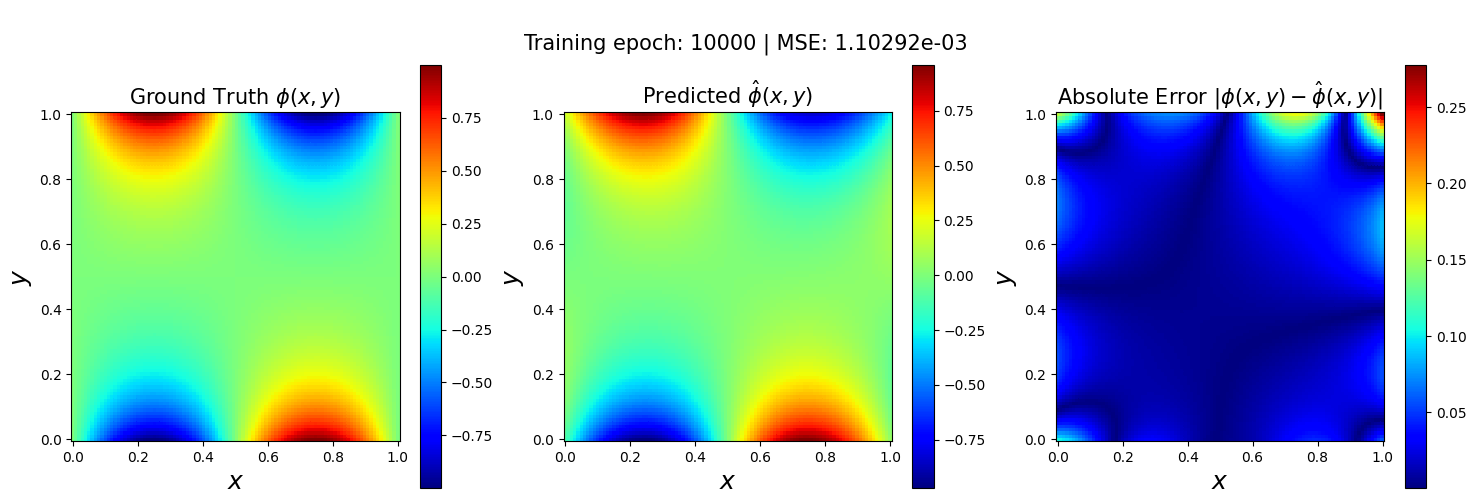 Training epoch: 10000 | MSE: 1.10292e-03
Ground Truth ϕ(x, y)
1.0
0.8
0.6
0.4
0.2
0.0
0.0 0.2 0.4 0.6 0.8 1.0
x
y
0.75
0.50
0.25
0.00
−0.25
−0.50
−0.75
Predicted ϕ̂(x, y)
1.0
0.8
0.6
0.4
0.2
0.0
0.0 0.2 0.4 0.6 0.8 1.0
x
y
0.75
0.50
0.25
0.00
−0.25
−0.50
−0.75
Absolute Error |ϕ(x, y) − ϕ̂(x, y)|
1.0
0.8
0.6
0.4
0.2
0.0
0.0 0.2 0.4 0.6 0.8 1.0
x
y
0.25
0.20
0.15
0.10
0.05